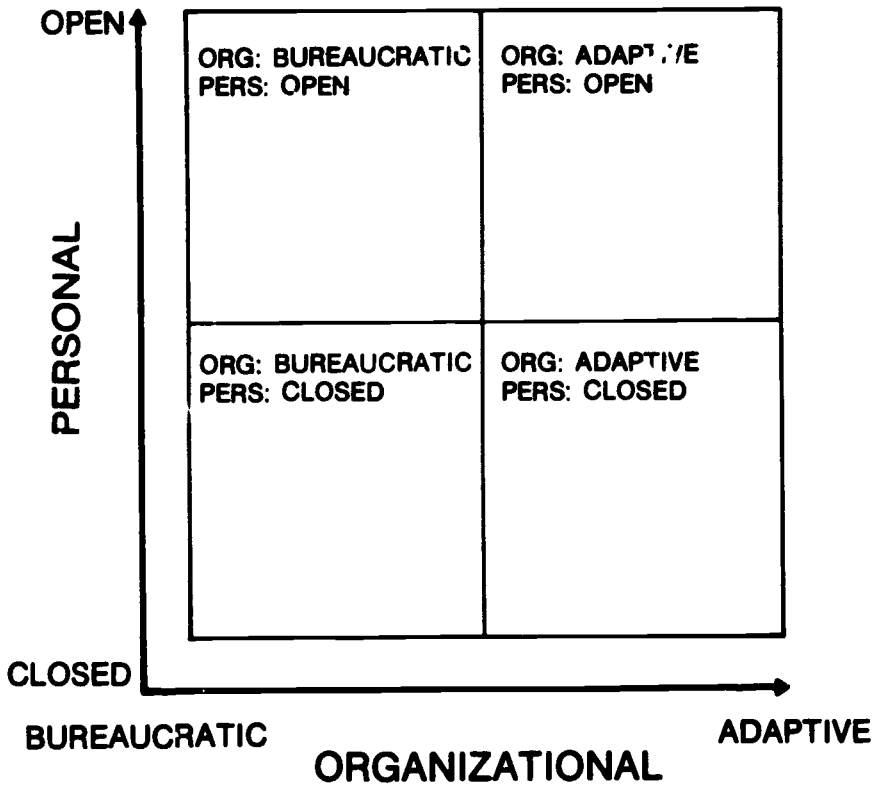 OPEN
ORG: BUREAUCRATIC
PERS: OPEN
ORG: ADAPTIVE
PERS: OPEN
PERSONAL
ORG: BUREAUCRATIC
PERS: CLOSED
ORG: ADAPTIVE
PERS: CLOSED
CLOSED
BUREAUCRATIC
ADAPTIVE
ORGANIZATIONAL